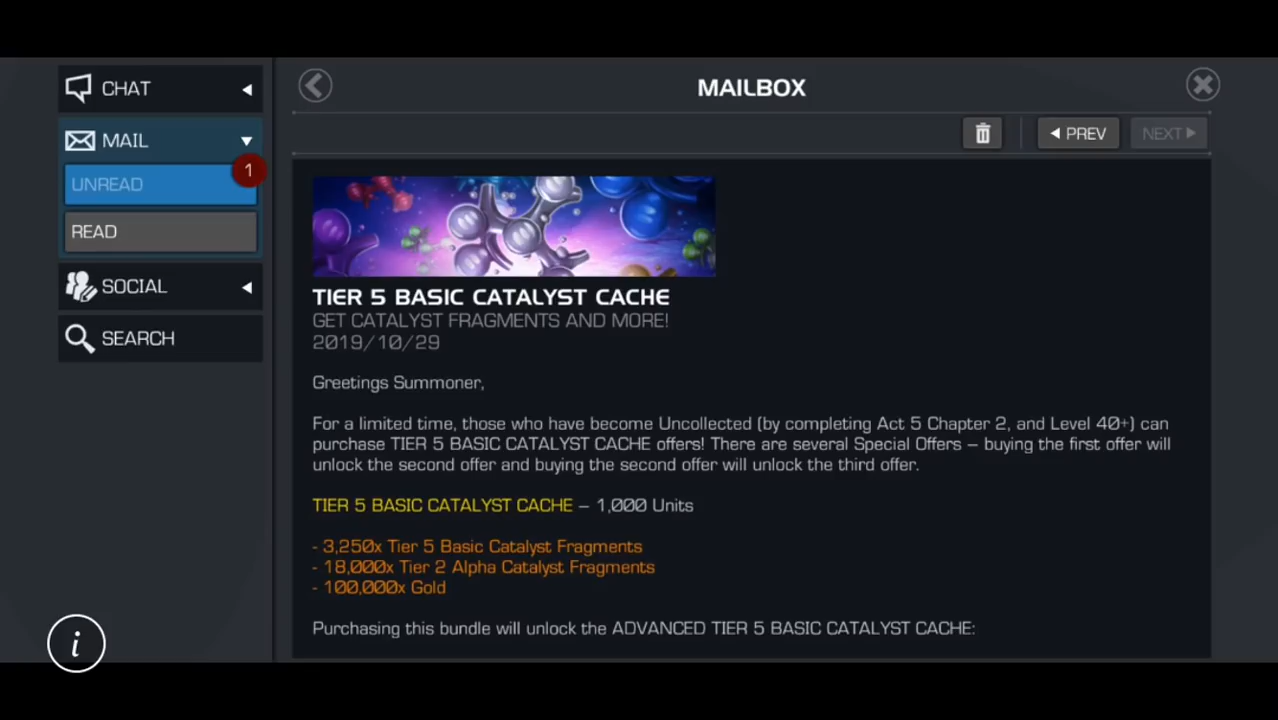 CHAT
MAIL
1
UNREAD
READ
SOCIAL
SEARCH
MAILBOX
PREV
NEXT
TIER 5 BASIC CATALYST CACHE
GET CATALYST FRAGMENTS AND MORE!
2019/10/29
Greetings Summoner,
For a limited time, those who have become Uncollected (by completing Act 5 Chapter 2, and Level 40+) can
purchase TIER 5 BASIC CATALYST CACHE offers! There are several Special Offers – buying the first offer will
unlock the second offer and buying the second offer will unlock the third offer.
TIER 5 BASIC CATALYST CACHE – 1,000 Units
- 3,250x Tier 5 Basic Catalyst Fragments
- 18,000x Tier 2 Alpha Catalyst Fragments
- 100,000x Gold
Purchasing this bundle will unlock the ADVANCED TIER 5 BASIC CATALYST CACHE:
i